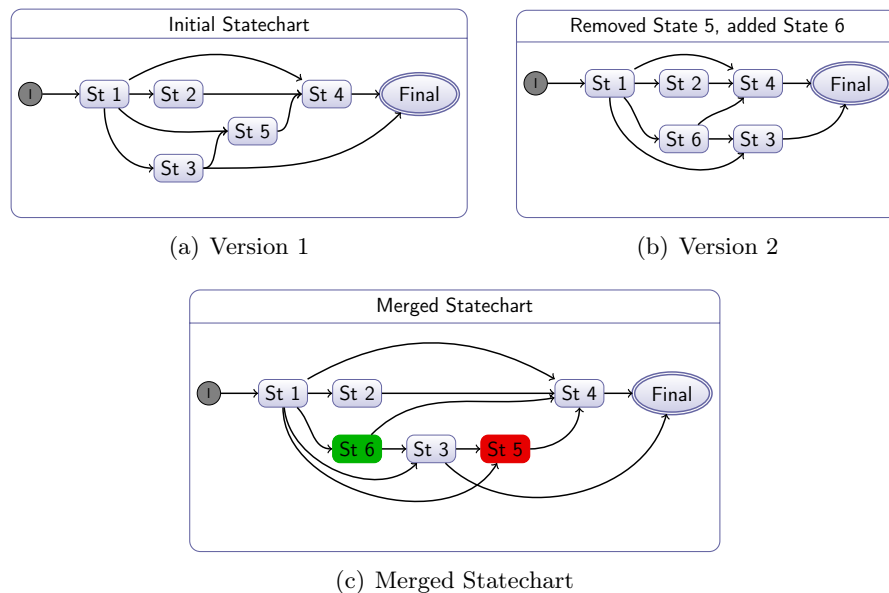 Initial Statechart
I
St 1
St 2
St 4
Final
St 5
St 3
(a) Version 1
Removed State 5, added State 6
I
St 1
St 2
St 4
Final
St 6
St 3
(b) Version 2
Merged Statechart
I
St 1
St 2
St 4
Final
St 6
St 3
St 5
(c) Merged Statechart